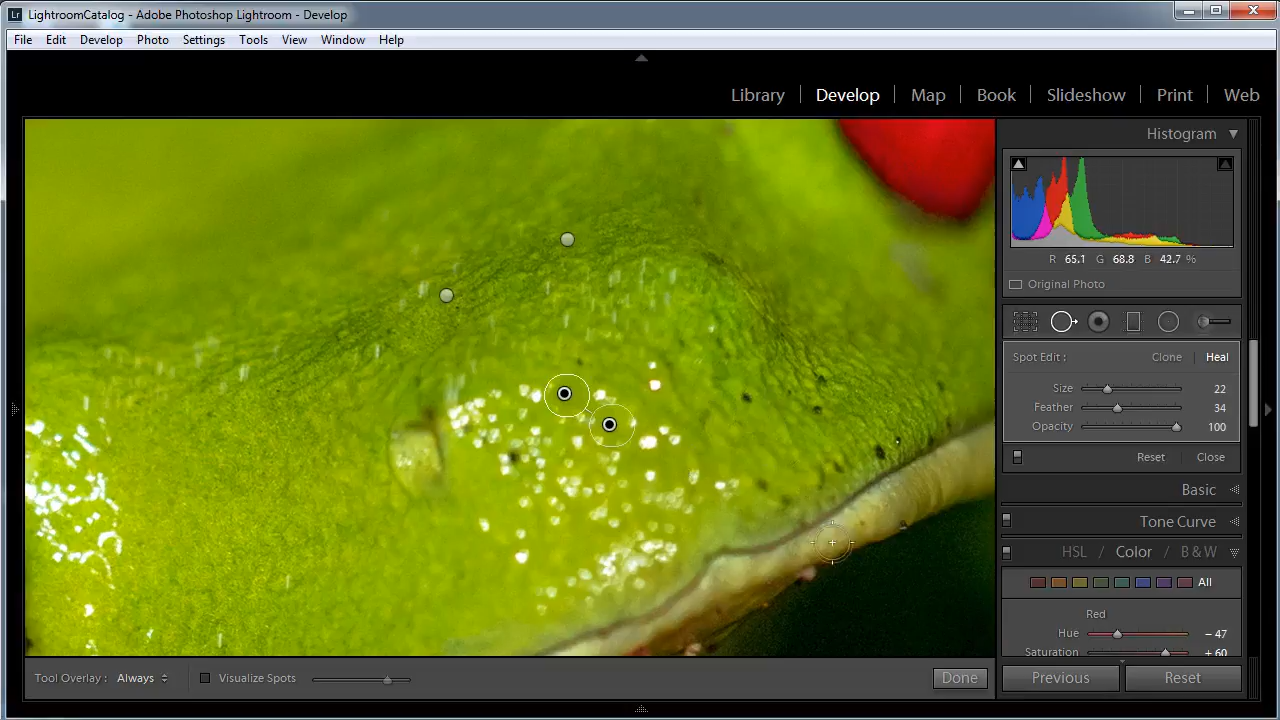 Lr LightroomCatalog - Adobe Photoshop Lightroom - Develop
File Edit Develop Photo Settings Tools View Window Help
Library | Develop | Map | Book | Slideshow | Print | Web
Histogram
R 65.1 G 68.8 B 42.7 %
Original Photo
Spot Edit : Clone Heal
Size 22
Feather 34
Opacity 100
Reset Close
Basic
Tone Curve
HSL / Color / B & W
All
Red
Hue - 47
Saturation + 60
Tool Overlay : Always Visualize Spots Done
Previous Reset